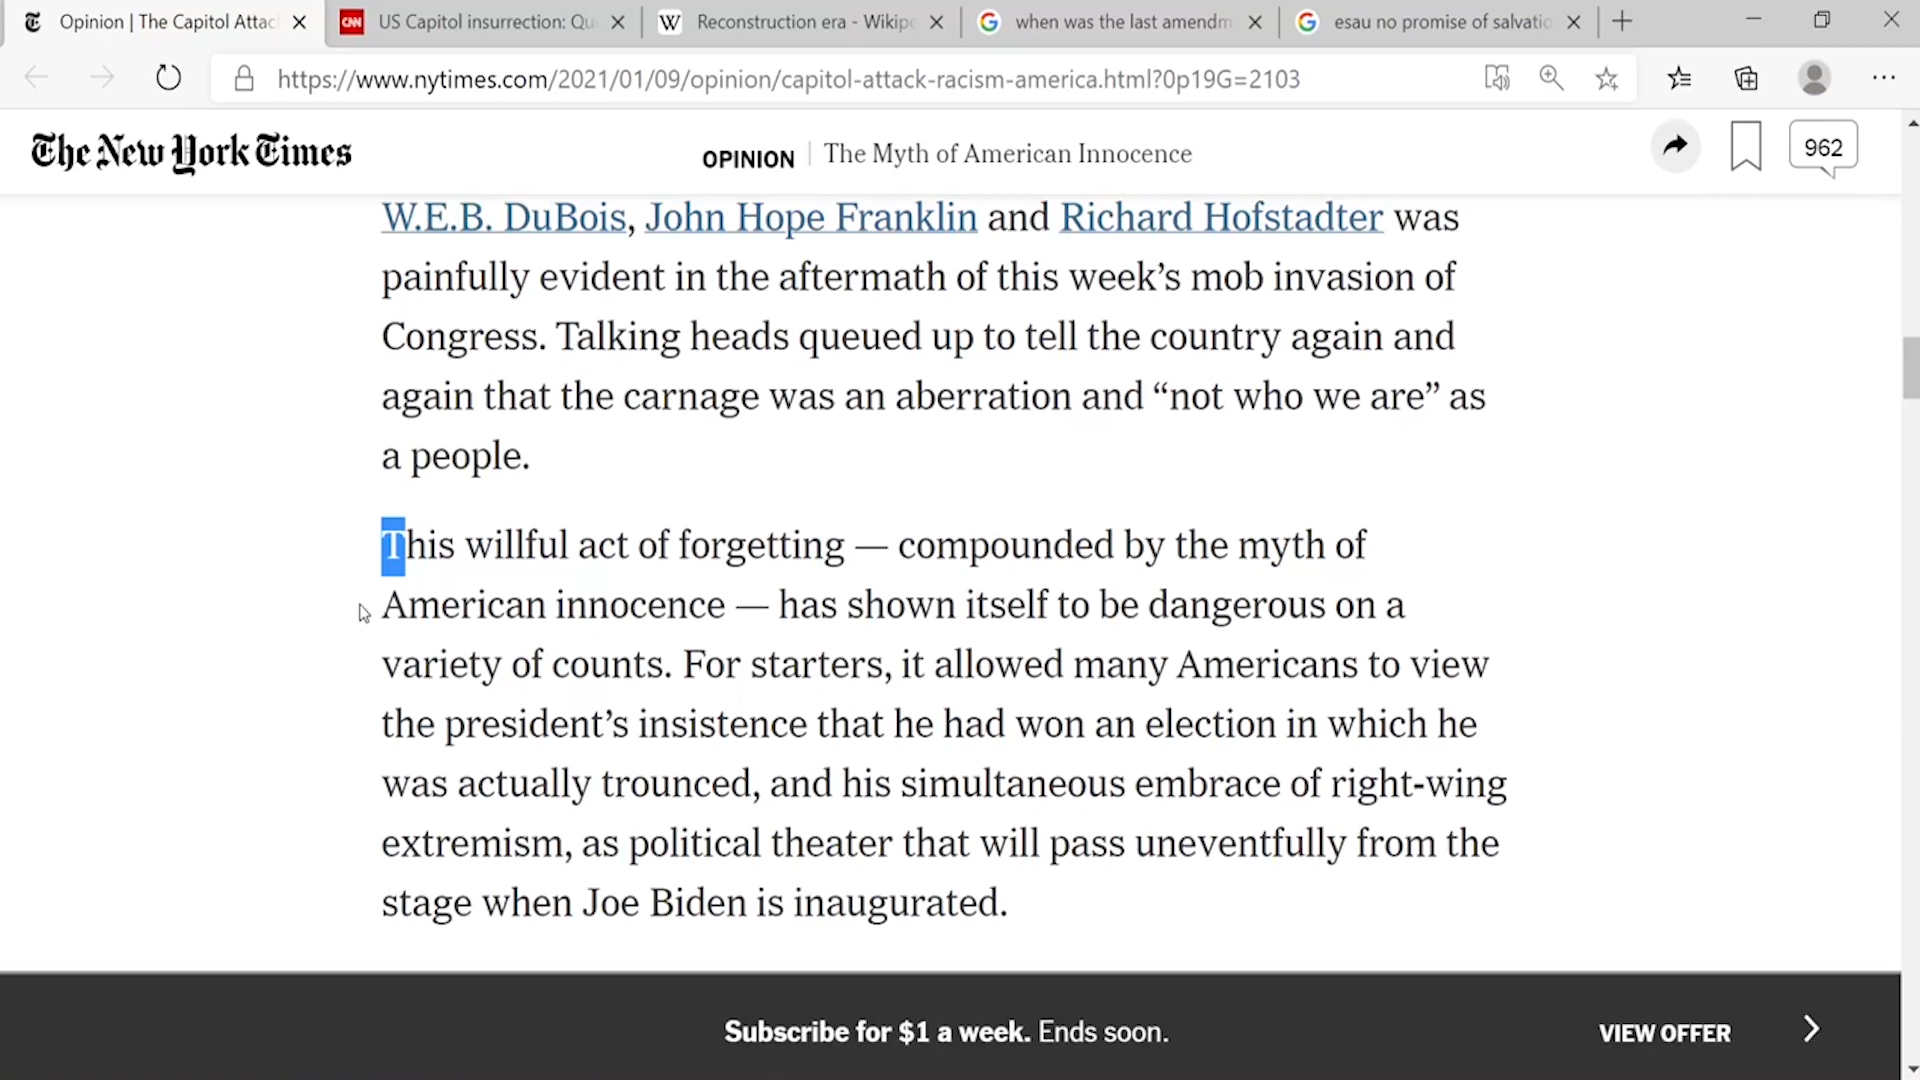 Opinion | The Capitol Attac
CNN
US Capitol insurrection: Qu
W
Reconstruction era - Wikipe
when was the last amendm
esau no promise of salvatio
https://www.nytimes.com/2021/01/09/opinion/capitol-attack-racism-america.html?0p19G=2103
The New York Times
OPINION | The Myth of American Innocence
962
W.E.B. DuBois, John Hope Franklin and Richard Hofstadter was
painfully evident in the aftermath of this week’s mob invasion of
Congress. Talking heads queued up to tell the country again and
again that the carnage was an aberration and “not who we are” as
a people.
This willful act of forgetting — compounded by the myth of
American innocence — has shown itself to be dangerous on a
variety of counts. For starters, it allowed many Americans to view
the president’s insistence that he had won an election in which he
was actually trounced, and his simultaneous embrace of right-wing
extremism, as political theater that will pass uneventfully from the
stage when Joe Biden is inaugurated.
Subscribe for $1 a week. Ends soon.
VIEW OFFER